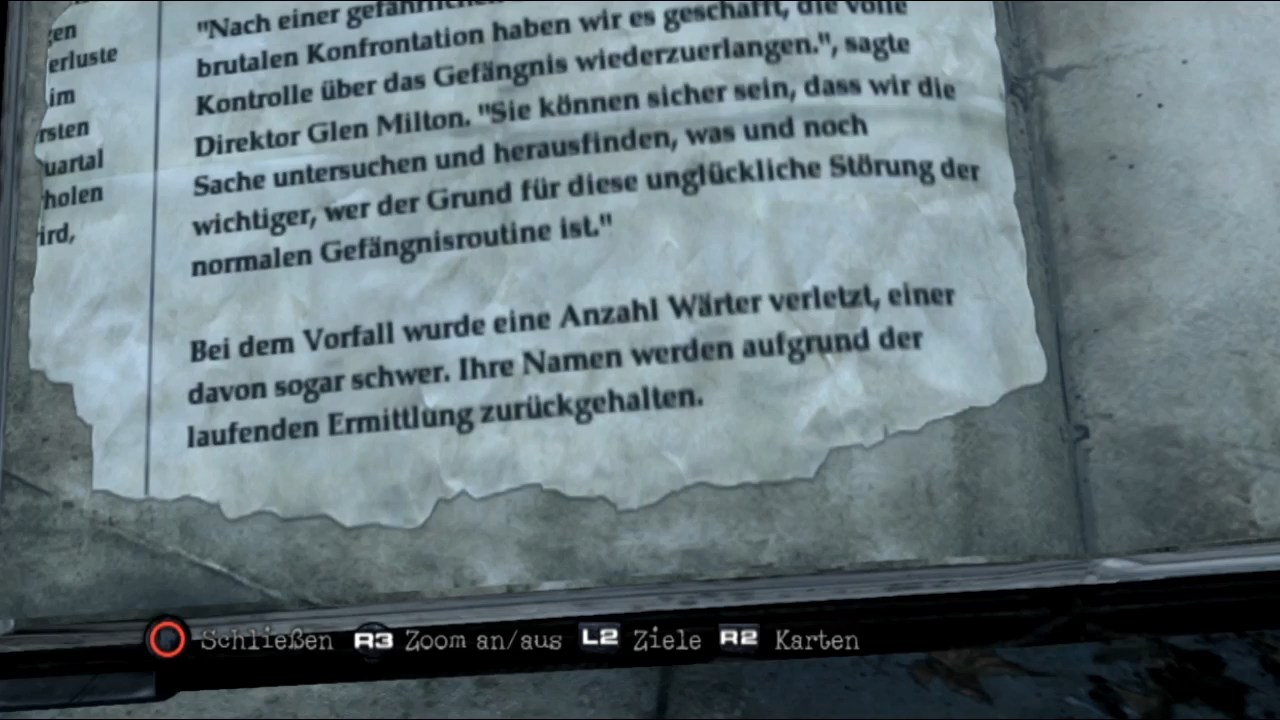 gen
erluste
im
rsten
uartal
holen
ird,
"Nach einer
brutalen Konfrontation haben wir es geschafft, die volle
Kontrolle über das Gefängnis wiederzuerlangen.", sagte
Direktor Glen Milton. "Sie können sicher sein, dass wir die
Sache untersuchen und herausfinden, was und noch
wichtiger, wer der Grund für diese unglückliche Störung der
normalen Gefängnisroutine ist."
Bei dem Vorfall wurde eine Anzahl Wärter verletzt, einer
davon sogar schwer. Ihre Namen werden aufgrund der
laufenden Ermittlung zurückgehalten.
Schließen R3 Zoom an/aus L2 Ziele R2 Karten